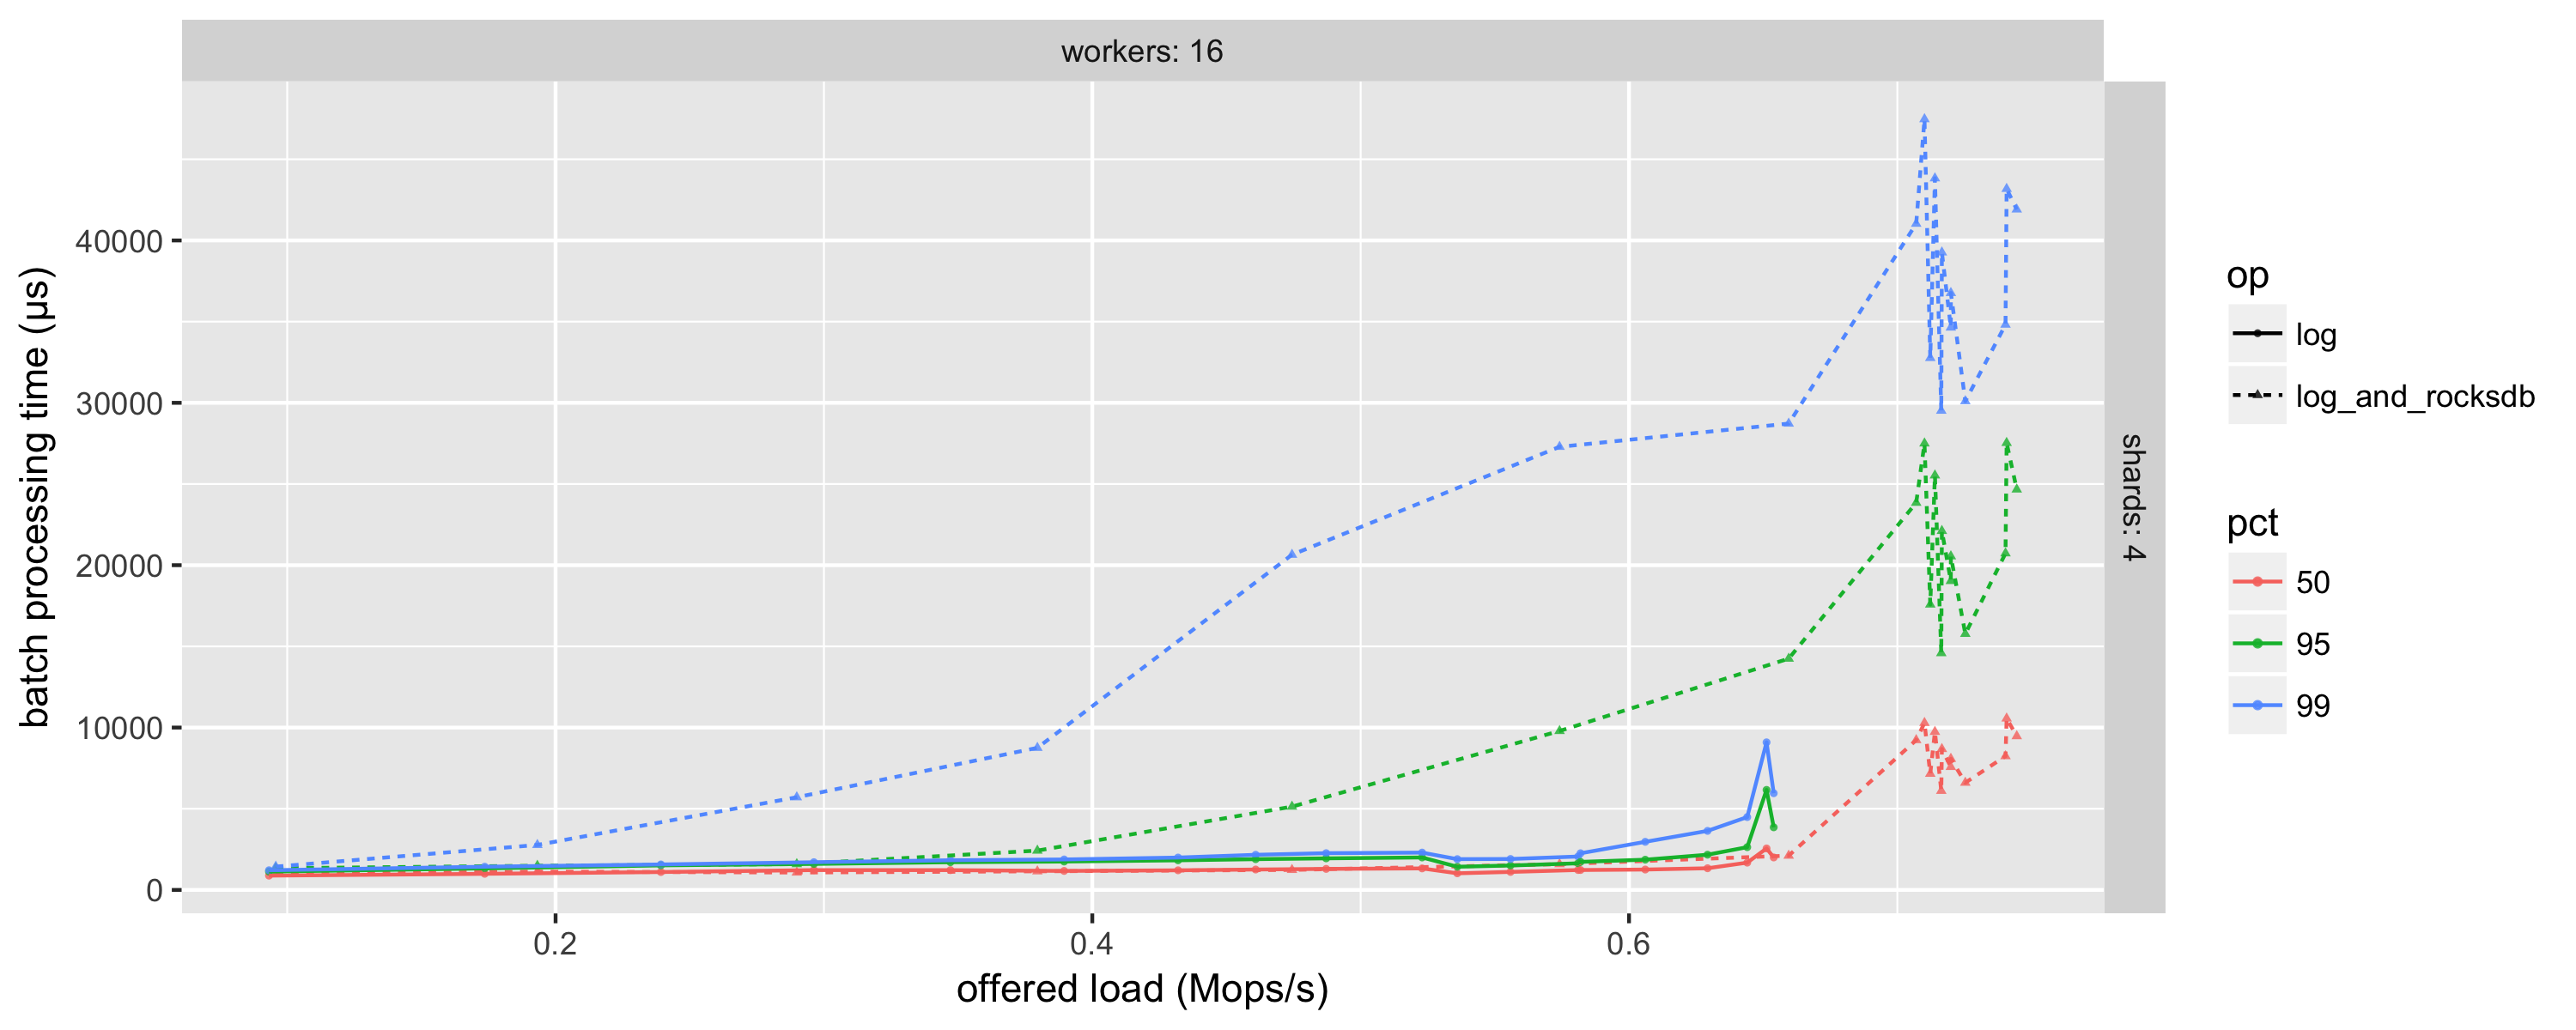 workers: 16
batch processing time (µs)
40000
30000
20000
10000
0
0.2
0.4
0.6
offered load (Mops/s)
shards: 4
op
log
log_and_rocksdb
pct
50
95
99